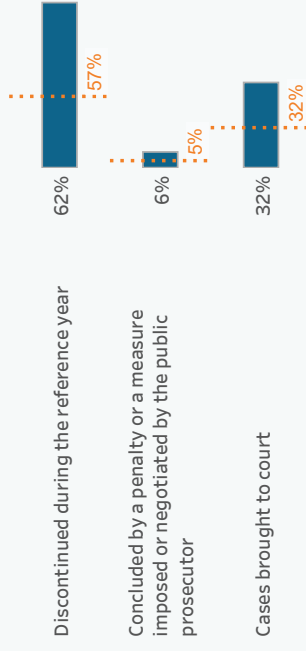 Discontinued during the reference year
62%
57%
Concluded by a penalty or a measure
imposed or negotiated by the public
prosecutor
6%
5%
Cases brought to court
32%
32%